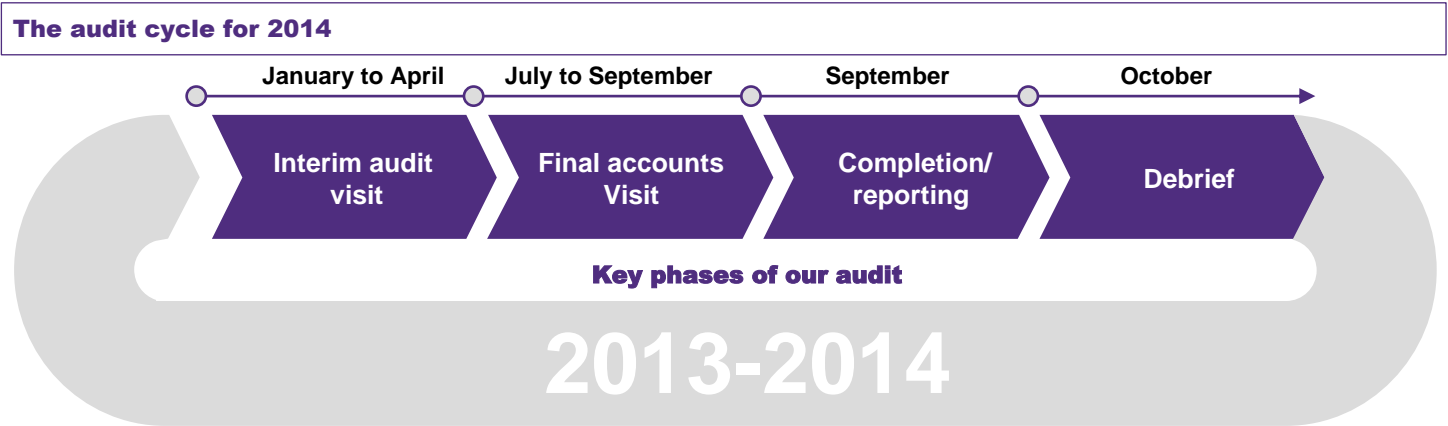 The audit cycle for 2014
January to April
July to September
September
October
Interim audit
visit
Final accounts
Visit
Completion/
reporting
Debrief
Key phases of our audit
2013-2014